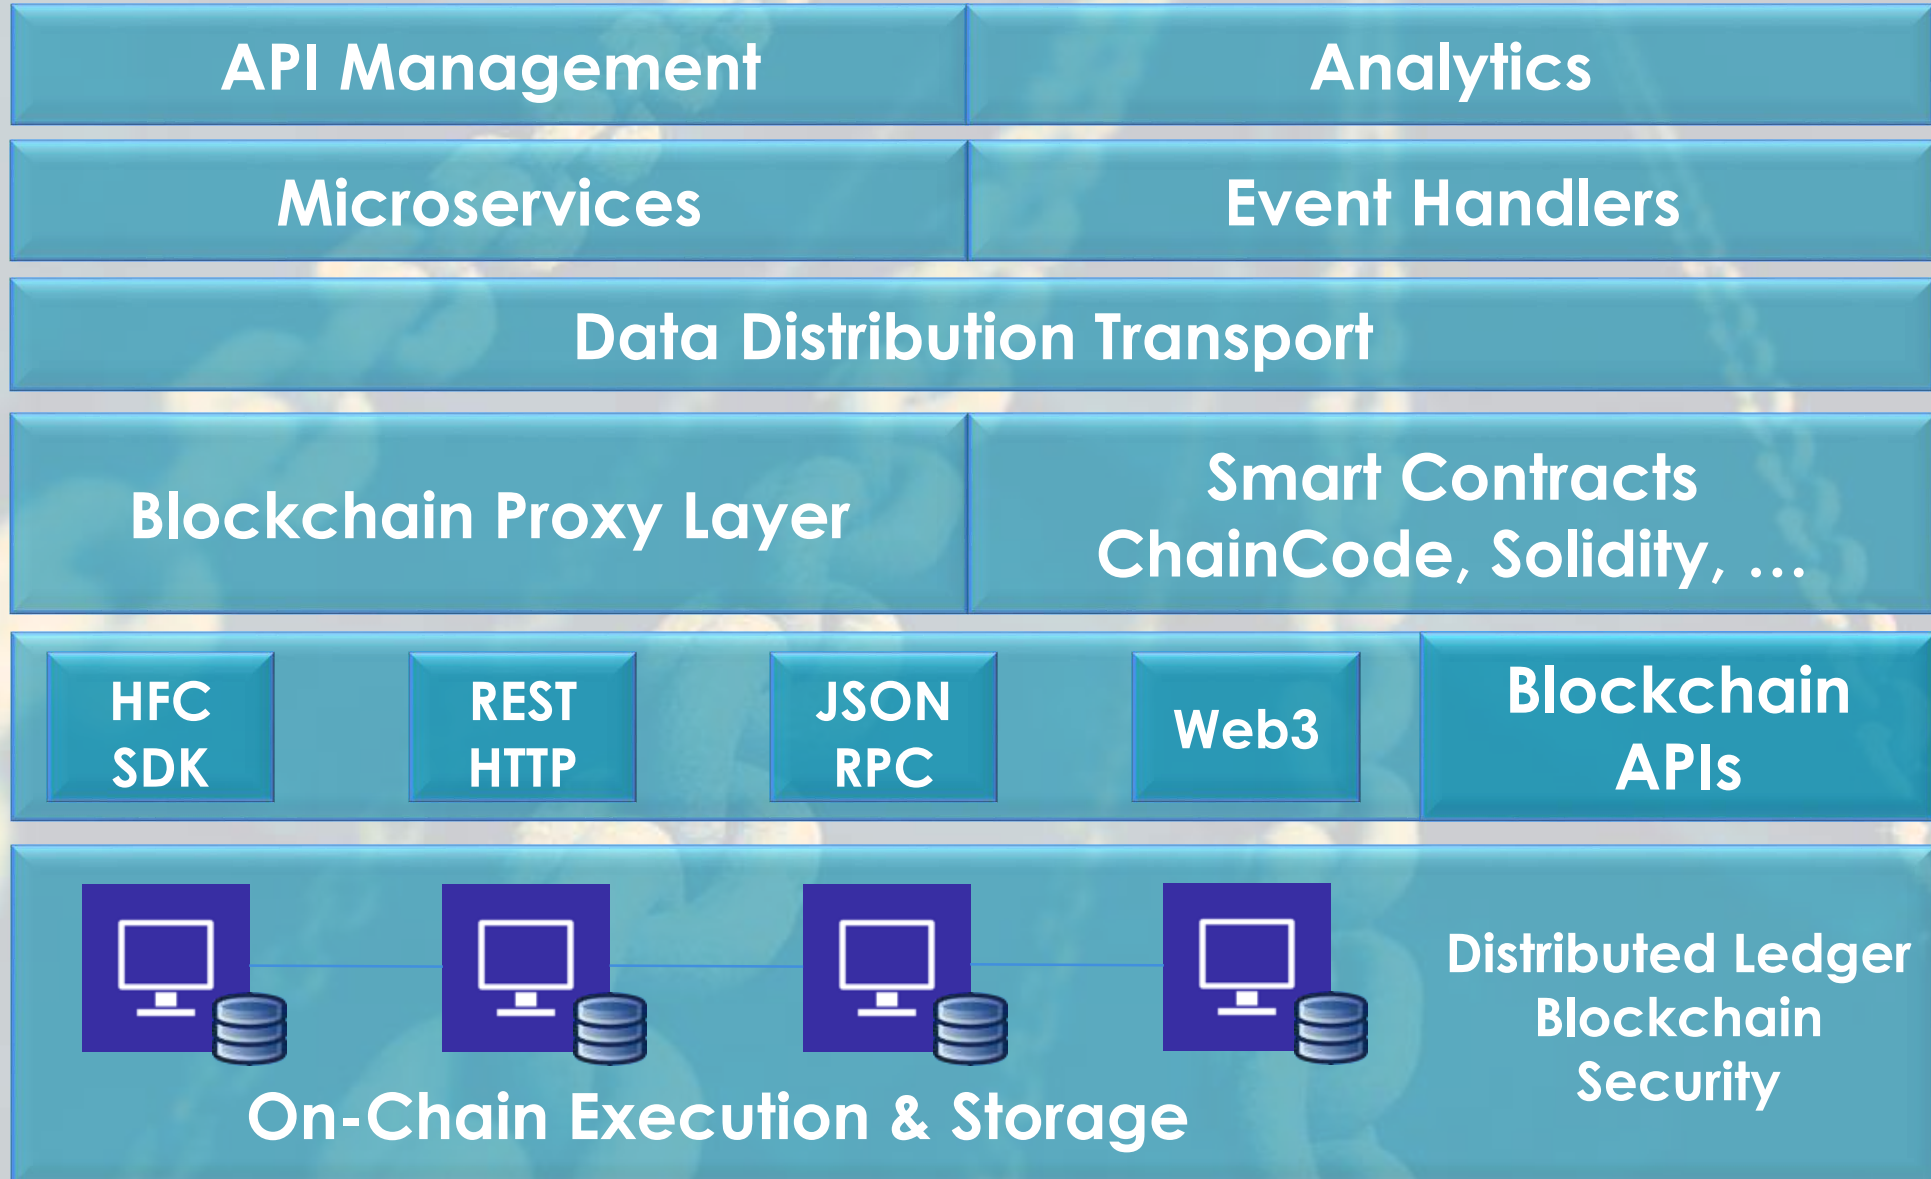 API Management
Analytics
Microservices
Event Handlers
Data Distribution Transport
Blockchain Proxy Layer
Smart Contracts
ChainCode, Solidity, ...
HFC
SDK
REST
HTTP
JSON
RPC
Web3
Blockchain
APIs
On-Chain Execution & Storage
Distributed Ledger
Blockchain
Security